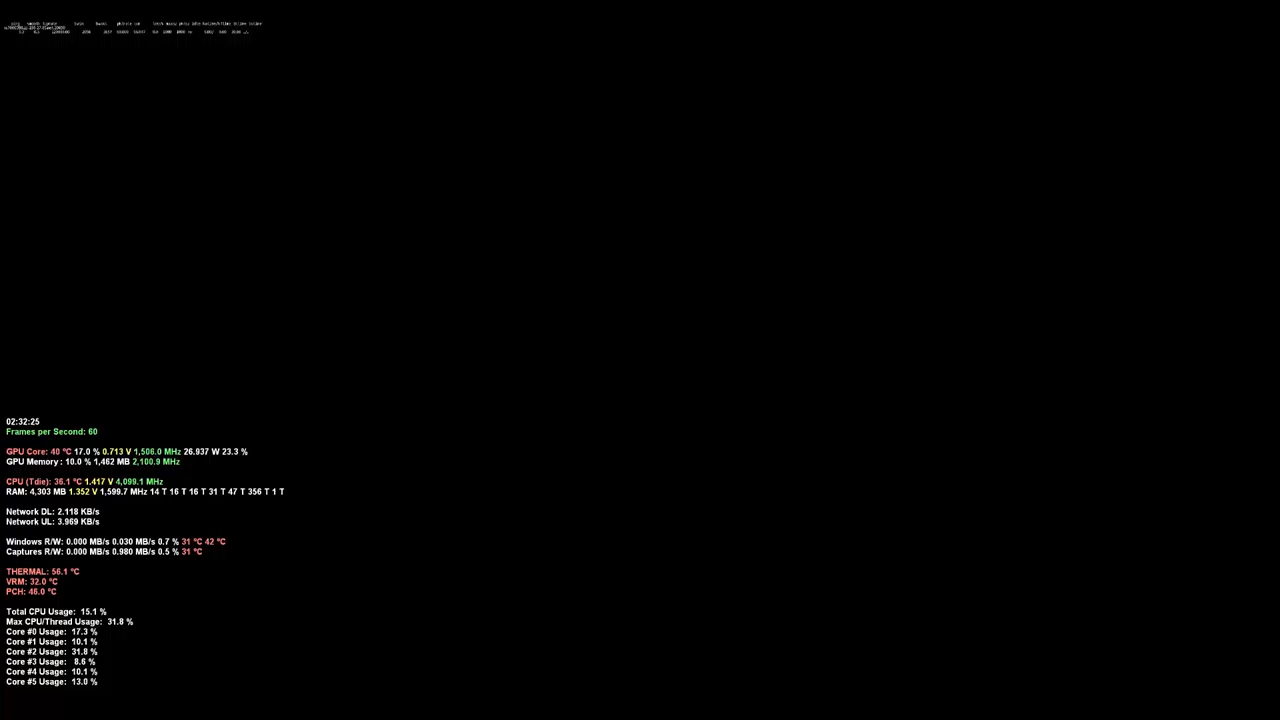 02:32:25
Frames per Second: 60
GPU Core: 40 °C 17.0 % 0.713 V 1,506.0 MHz 26.937 W 23.3 %
GPU Memory : 10.0 % 1,462 MB 2,100.9 MHz
CPU (Tdie): 36.1 °C 1.417 V 4,099.1 MHz
RAM: 4,303 MB 1.352 V 1,599.7 MHz 14 T 16 T 16 T 31 T 47 T 356 T 1 T
Network DL: 2.118 KB/s
Network UL: 3.969 KB/s
Windows R/W: 0.000 MB/s 0.030 MB/s 0.7 % 31 °C 42 °C
Captures R/W: 0.000 MB/s 0.980 MB/s 0.5 % 31 °C
THERMAL: 56.1 °C
VRM: 32.0 °C
PCH: 46.0 °C
Total CPU Usage: 15.1 %
Max CPU/Thread Usage: 31.8 %
Core #0 Usage: 17.3 %
Core #1 Usage: 10.1 %
Core #2 Usage: 31.8 %
Core #3 Usage: 8.6 %
Core #4 Usage: 10.1 %
Core #5 Usage: 13.0 %